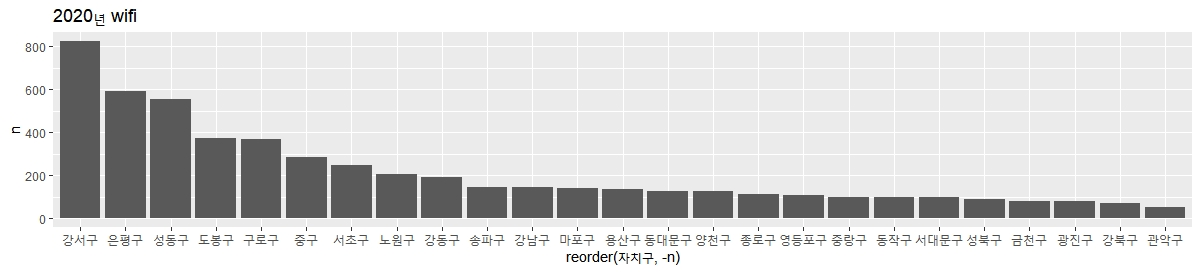 2020년 wifi
800
600
400
200
0
n
강서구 은평구 성동구 도봉구 구로구 중구 서초구 노원구 강동구 송파구 강남구 마포구 용산구 동대문구 양천구 종로구 영등포구 중랑구 동작구 서대문구 성북구 금천구 광진구 강북구 관악구
reorder(자치구, -n)